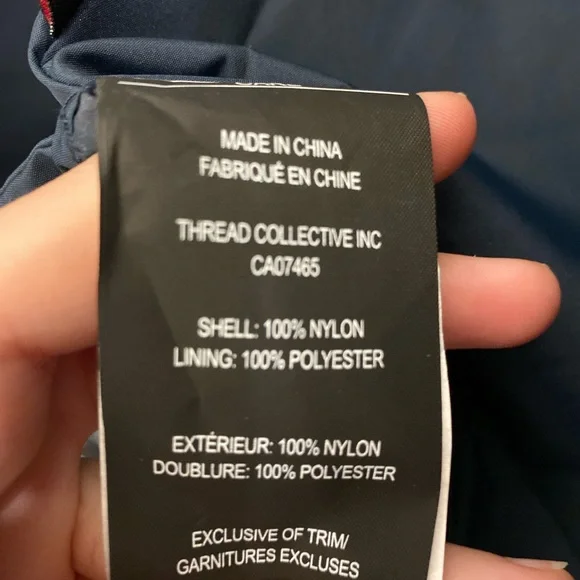 MADE IN CHINA
FABRIQUÉ EN CHINE
THREAD COLLECTIVE INC
CA07465
SHELL: 100% NYLON
LINING: 100% POLYESTER
EXTÉRIEUR: 100% NYLON
DOUBLURE: 100% POLYESTER
EXCLUSIVE OF TRIM/
GARNITURES EXCLUSES